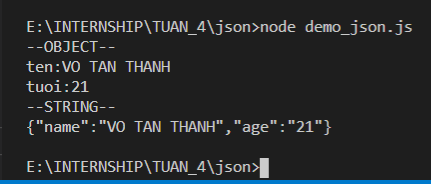 E:\INTERNSHIP\TUAN_4\json>node demo_json.js
--OBJECT--
ten:VO TAN THANH
tuoi:21
--STRING--
{"name":"VO TAN THANH","age":"21"}
E:\INTERNSHIP\TUAN_4\json>